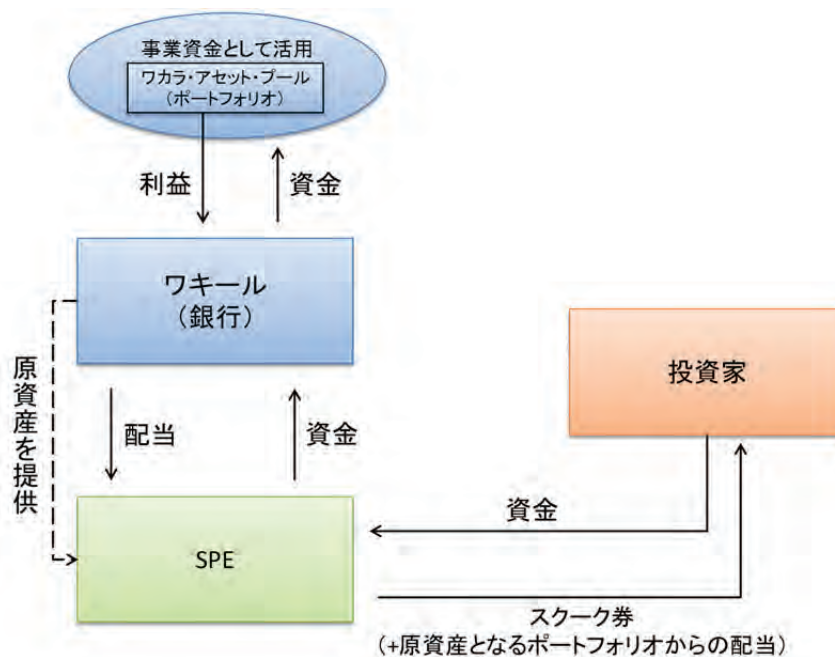 事業資金として活用
ワカラ・アセット・プール
(ポートフォリオ)
利益
資金
ワキール
(銀行)
投資家
原資産を提供
配当
資金
資金
SPE
スクーク券
(+原資産となるポートフォリオからの配当)